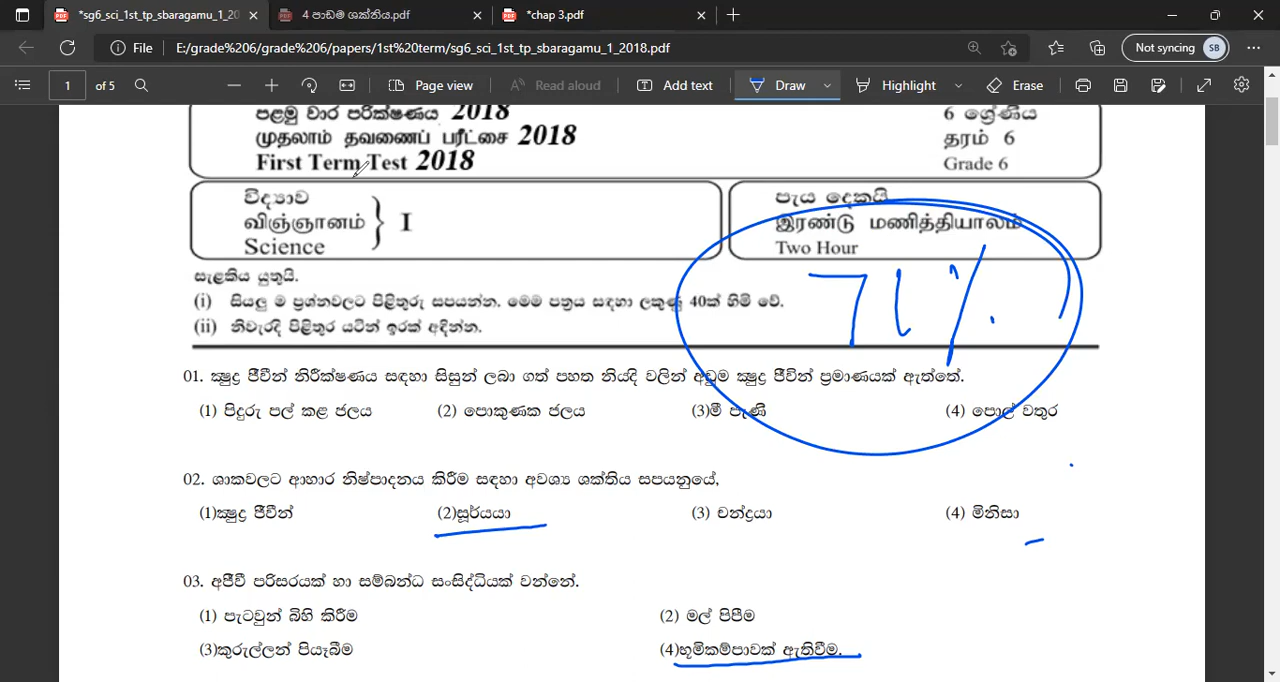 *sg6_sci_1st_tp_sbaragamu_1_20
4 පාඩම ශක්තිය.pdf
*chap 3.pdf
File E:/grade%206/grade%206/papers/1st%20term/sg6_sci_1st_tp_sbaragamu_1_2018.pdf
Not syncing SB
1 of 5
Page view
Read aloud
Add text
Draw
Highlight
Erase
පළමු වාර පරීක්ෂණය 2018
6 ශ්‍රේණිය
முதலாம் தவணைப் பரீட்சை 2018
தரம் 6
First Term Test 2018
Grade 6
විද්‍යාව
விஞ்ஞானம்
Science
I
පැය දෙකයි
இரண்டு மணித்தியாலம்
Two Hour
71%
සැළකිය යුතුයි.
(i) සියලු ම ප්‍රශ්නවලට පිළිතුරු සපයන්න. මෙම පත්‍රය සඳහා ලකුණු 40ක් හිමි වේ.
(ii) නිවැරදි පිළිතුර යටින් ඉරක් අදින්න.
01. ක්‍ෂුද්‍ර ජීවීන් නිරීක්ෂණය සඳහා සිසුන් ලබා ගත් පහත නියදි වලින් අඩුම ක්‍ෂුද්‍ර ජීවින් ප්‍රමාණයක් ඇත්තේ.
(1) පිදුරු පල් කළ ජලය (2) පොකුණක ජලය (3)මී පැණි (4) පොල් වතුර
02. ශාකවලට ආහාර නිෂ්පාදනය කිරීම සඳහා අවශ්‍ය ශක්තිය සපයනුයේ,
(1)ක්‍ෂුද්‍ර ජීවීන් (2)සූර්යයා (3) චන්ද්‍රයා (4) මිනිසා
03. අජීවී පරිසරයක් හා සම්බන්ධ සංසිද්ධියක් වන්නේ.
(1) පැටවුන් බිහි කිරීම (2) මල් පිපීම
(3)කුරුල්ලන් පියෑඹීම (4)භූමිකම්පාවක් ඇතිවීම.